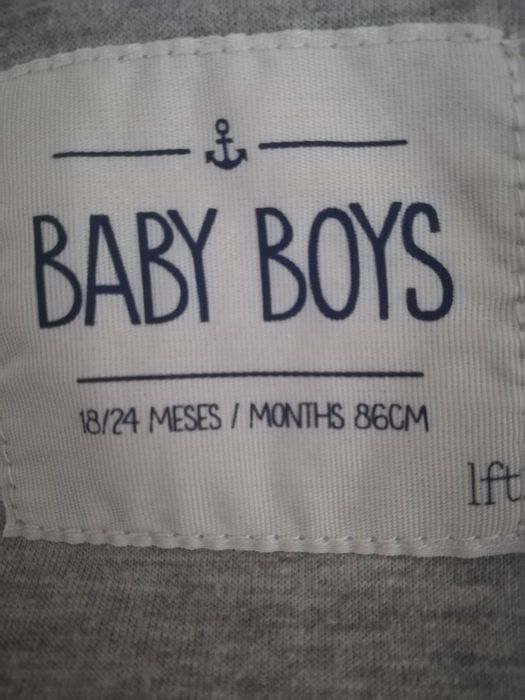 BABY BOYS
18/24 MESES / MONTHS 86CM
lft